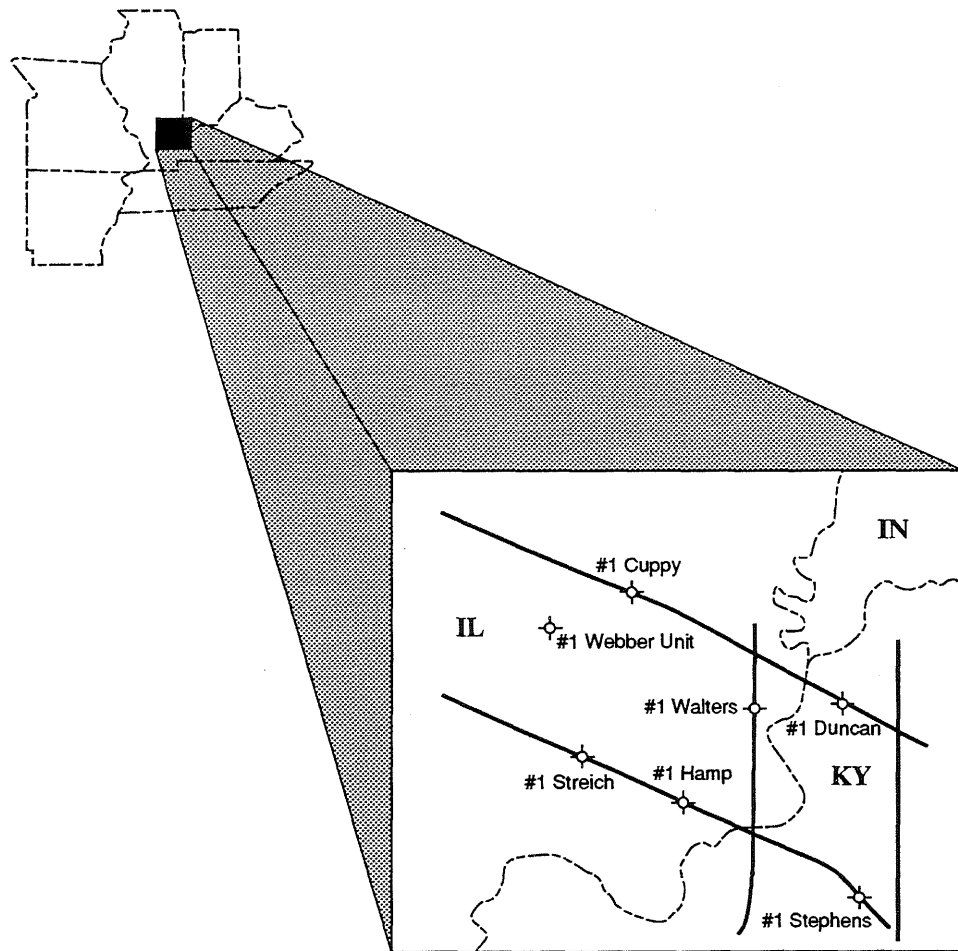 IN
#1 Cuppy
IL
#1 Webber Unit
#1 Walters
#1 Duncan
#1 Hamp
#1 Streich
KY
#1 Stephens